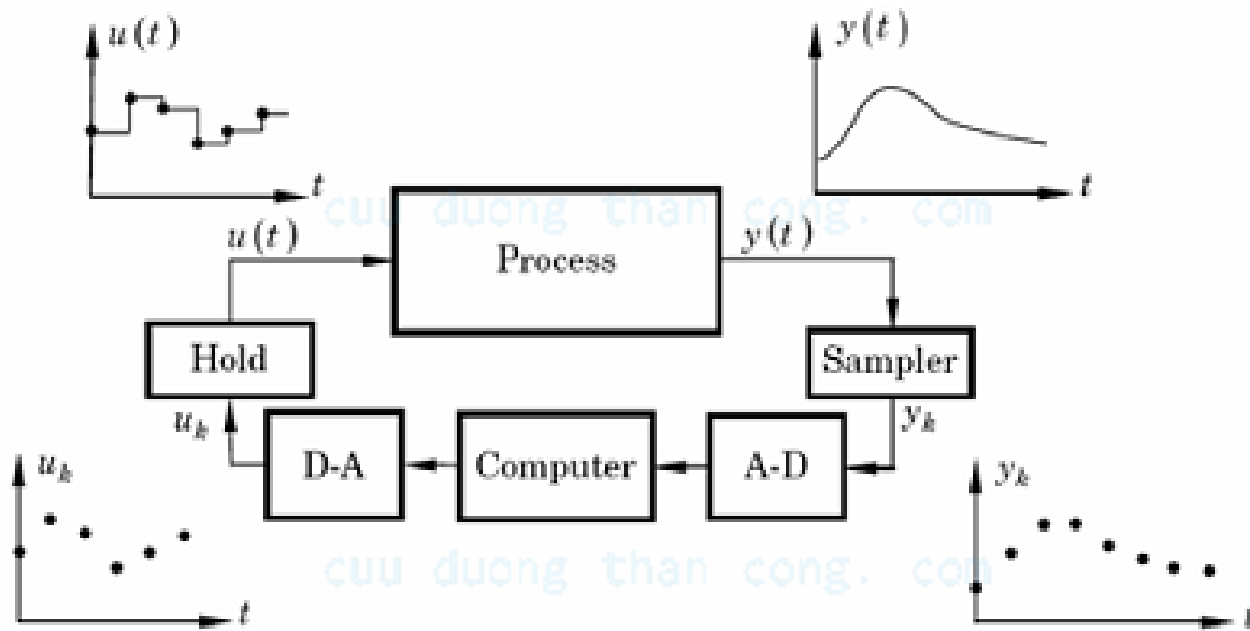 u(t)
y(t)
t
t
cuu duong than cong. com
u(t)
y(t)
Process
Hold
Sampler
u_k
y_k
D-A
Computer
A-D
u_k
y_k
cuu duong than cong. com
t
t